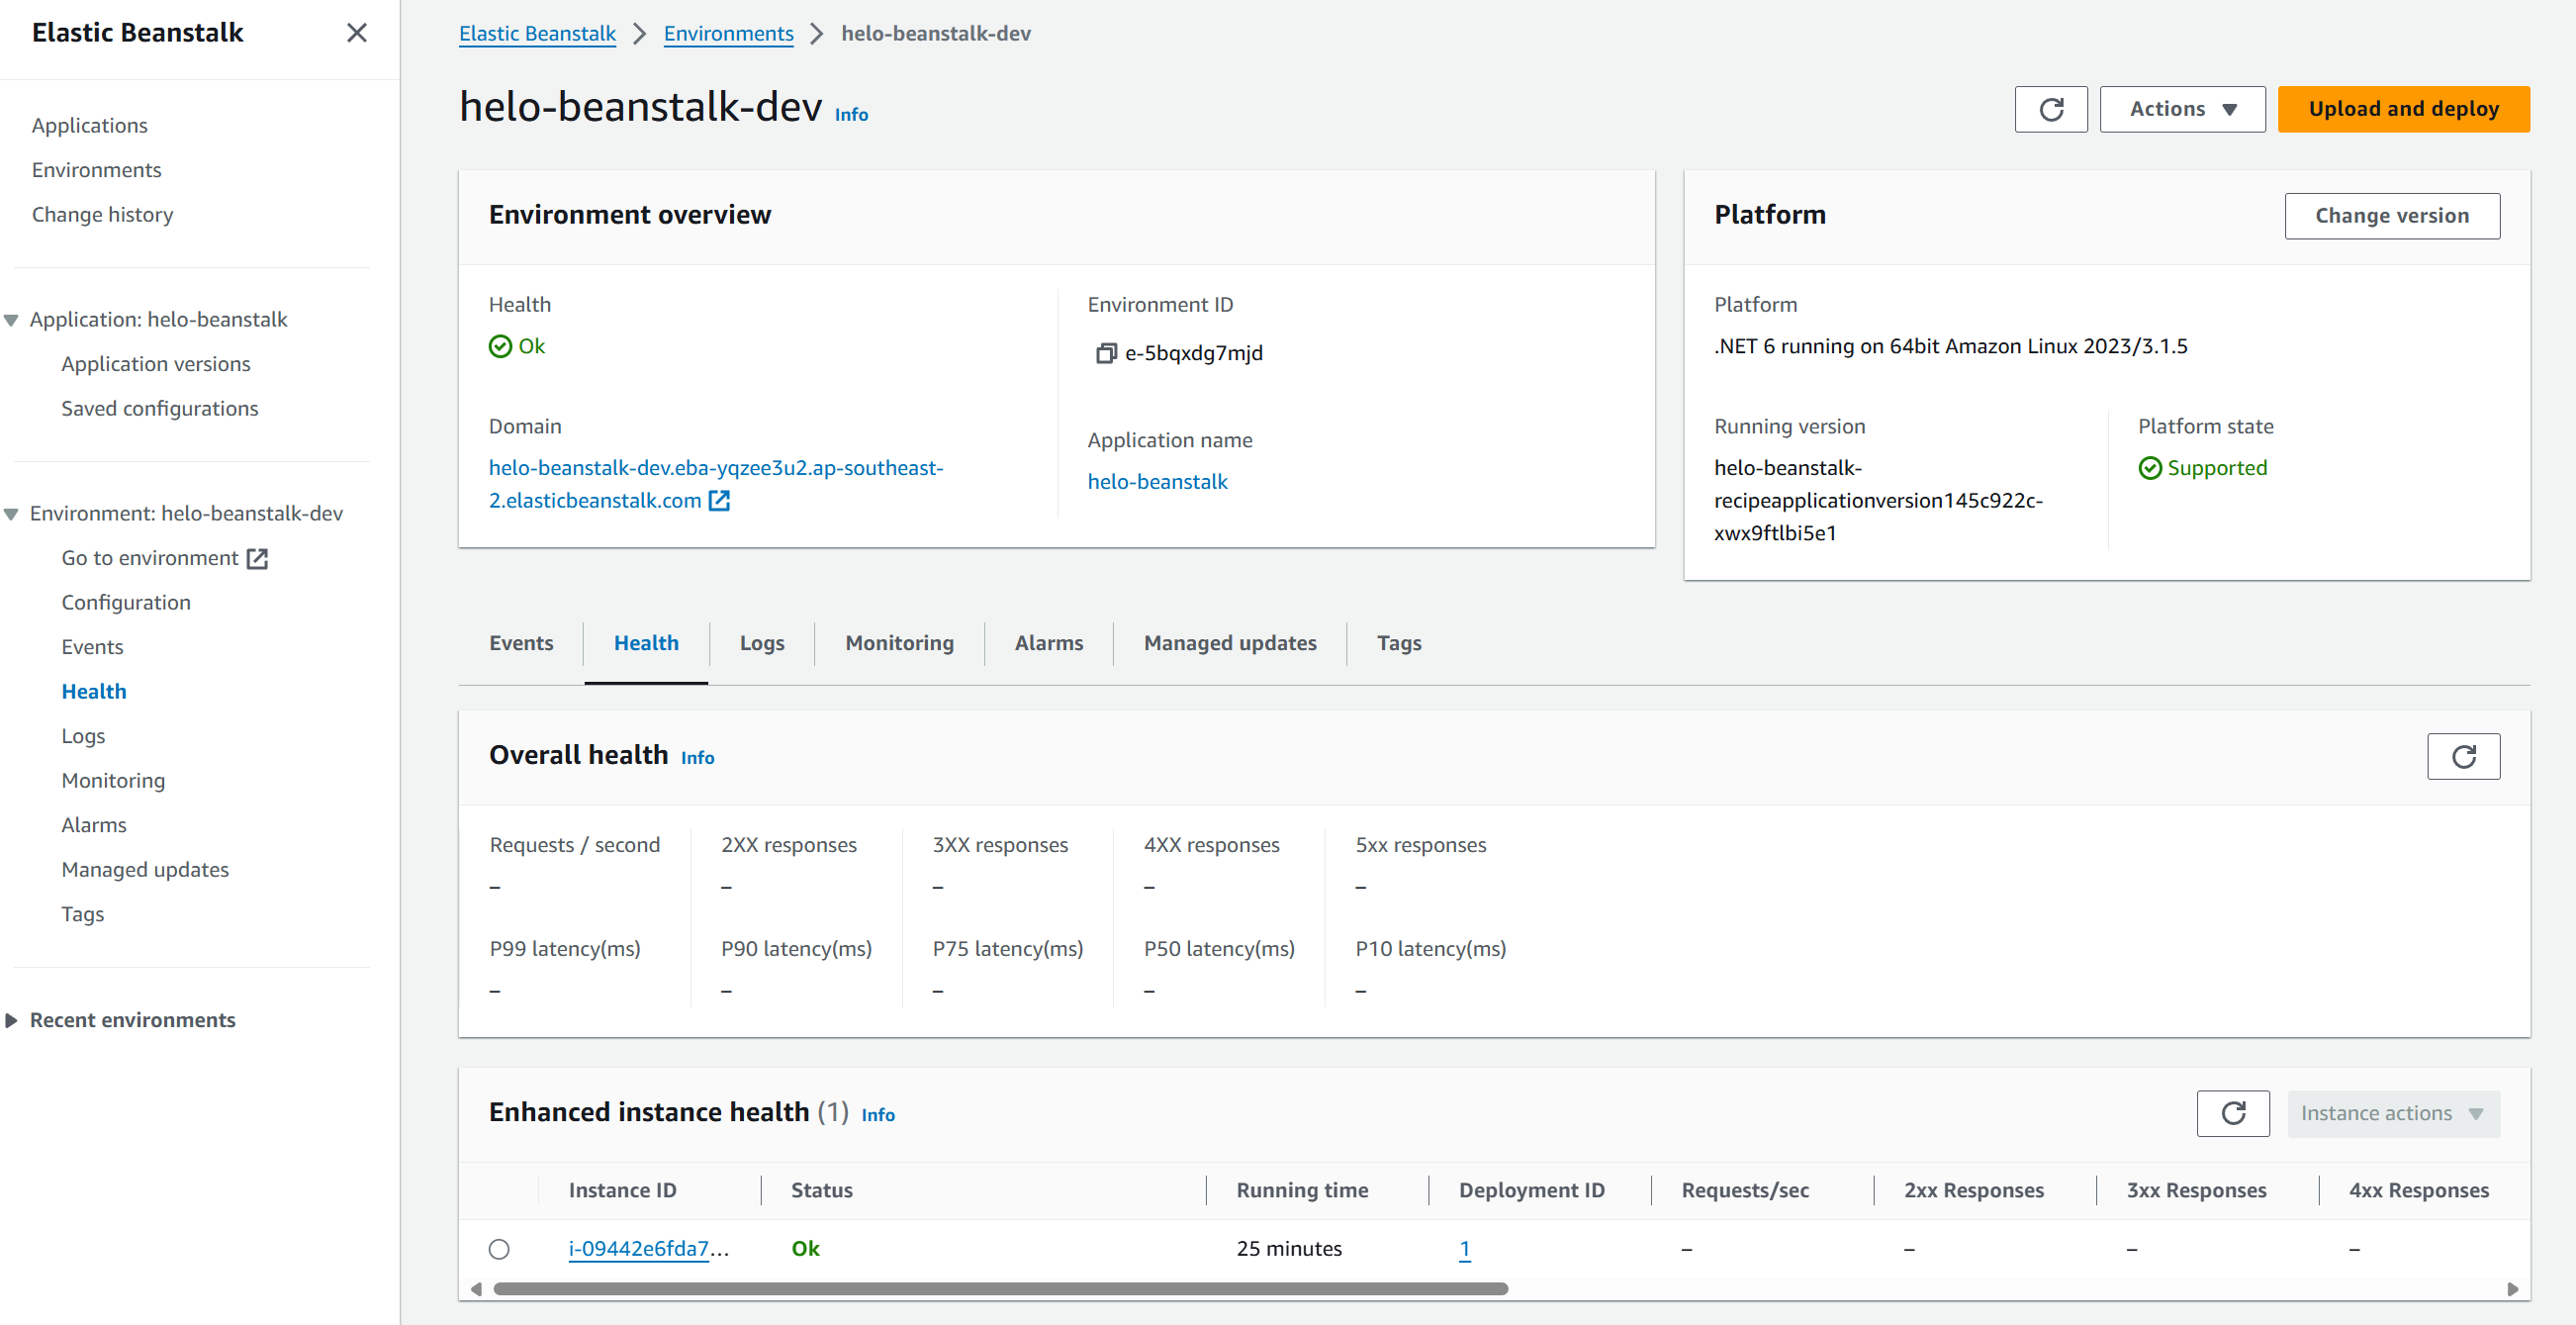 Elastic Beanstalk
Applications
Environments
Change history
Application: helo-beanstalk
Application versions
Saved configurations
Environment: helo-beanstalk-dev
Go to environment
Configuration
Events
Health
Logs
Monitoring
Alarms
Managed updates
Tags
Recent environments
Elastic Beanstalk > Environments > helo-beanstalk-dev
helo-beanstalk-dev Info
Actions
Upload and deploy
Environment overview
Health
Ok
Domain
helo-beanstalk-dev.eba-yqzee3u2.ap-southeast-
2.elasticbeanstalk.com
Environment ID
e-5bqxdg7mjd
Application name
helo-beanstalk
Platform
Change version
Platform
.NET 6 running on 64bit Amazon Linux 2023/3.1.5
Running version
helo-beanstalk-
recipeapplicationversion145c922c-
xwx9ftlbi5e1
Platform state
Supported
Events Health Logs Monitoring Alarms Managed updates Tags
Overall health Info
Requests / second 2XX responses 3XX responses 4XX responses 5xx responses
– – – – –
P99 latency(ms) P90 latency(ms) P75 latency(ms) P50 latency(ms) P10 latency(ms)
– – – – –
Enhanced instance health (1) Info
Instance actions
Instance ID Status Running time Deployment ID Requests/sec 2xx Responses 3xx Responses 4xx Responses
i-09442e6fda7... Ok 25 minutes 1 – – – –